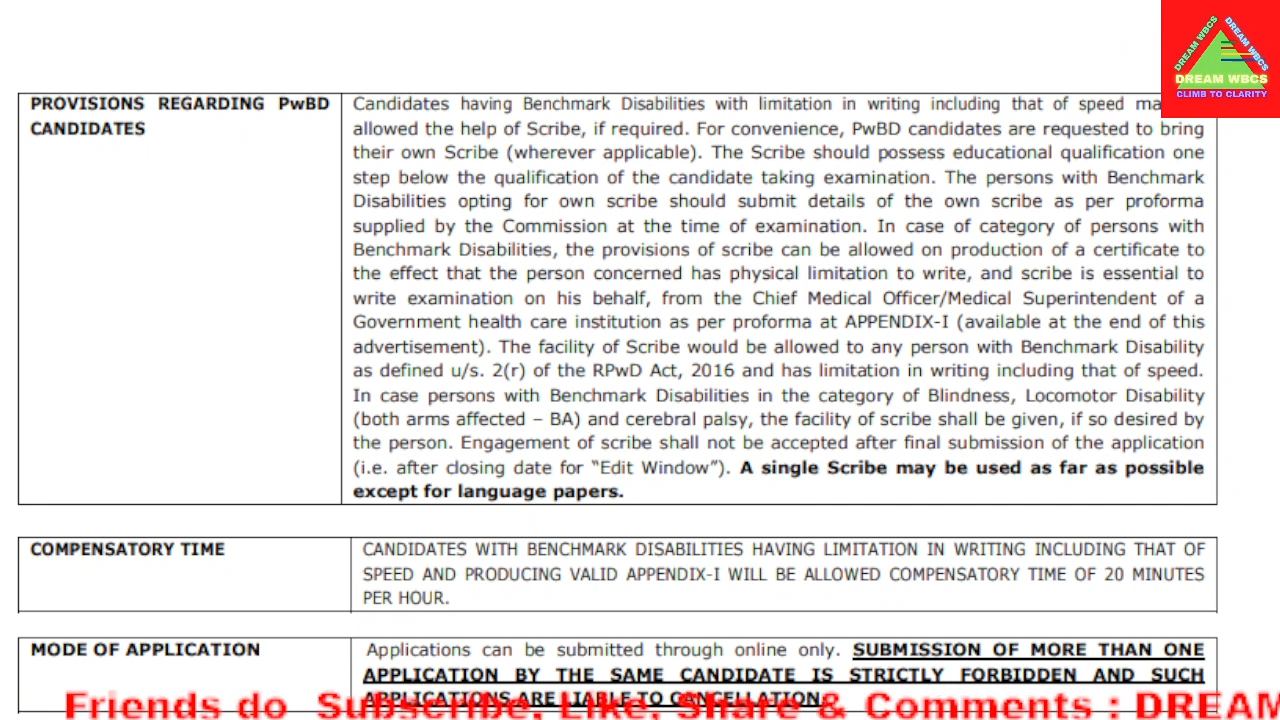 DREAM WBCS
DREAM WBCS
DREAM WBCS
CLIMB TO CLARITY
PROVISIONS REGARDING PwBD
CANDIDATES
Candidates having Benchmark Disabilities with limitation in writing including that of speed
allowed the help of Scribe, if required. For convenience, PwBD candidates are requested to bring
their own Scribe (wherever applicable). The Scribe should possess educational qualification one
step below the qualification of the candidate taking examination. The persons with Benchmark
Disabilities opting for own scribe should submit details of the own scribe as per proforma
supplied by the Commission at the time of examination. In case of category of persons with
Benchmark Disabilities, the provisions of scribe can be allowed on production of a certificate to
the effect that the person concerned has physical limitation to write, and scribe is essential to
write examination on his behalf, from the Chief Medical Officer/Medical Superintendent of a
Government health care institution as per proforma at APPENDIX-I (available at the end of this
advertisement). The facility of Scribe would be allowed to any person with Benchmark Disability
as defined u/s. 2(r) of the RPwD Act, 2016 and has limitation in writing including that of speed.
In case persons with Benchmark Disabilities in the category of Blindness, Locomotor Disability
(both arms affected – BA) and cerebral palsy, the facility of scribe shall be given, if so desired by
the person. Engagement of scribe shall not be accepted after final submission of the application
(i.e. after closing date for “Edit Window”). A single Scribe may be used as far as possible
except for language papers.
COMPENSATORY TIME
CANDIDATES WITH BENCHMARK DISABILITIES HAVING LIMITATION IN WRITING INCLUDING THAT OF
SPEED AND PRODUCING VALID APPENDIX-I WILL BE ALLOWED COMPENSATORY TIME OF 20 MINUTES
PER HOUR.
MODE OF APPLICATION
Applications can be submitted through online only. SUBMISSION OF MORE THAN ONE
APPLICATION BY THE SAME CANDIDATE IS STRICTLY FORBIDDEN AND SUCH
APPLICATIONS ARE LIABLE TO CANCELLATION.
Friends do Subscribe, Like, Share & Comments : DREAM